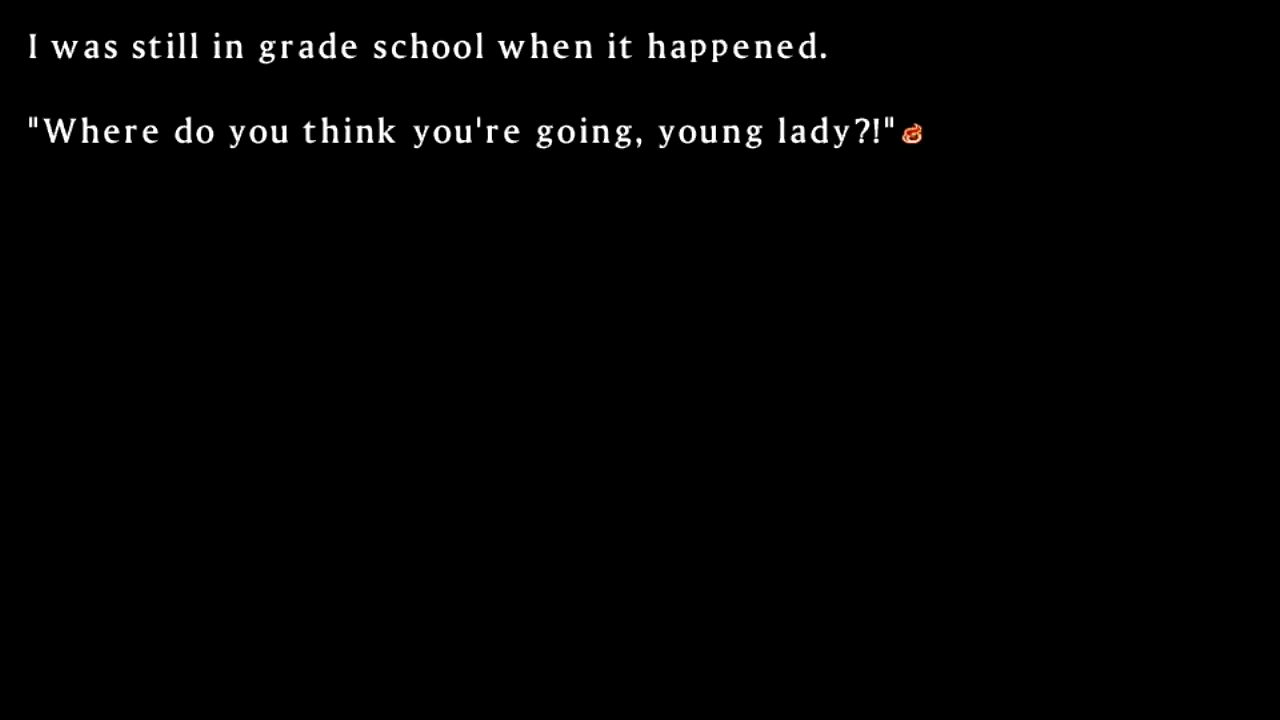 I was still in grade school when it happened.
"Where do you think you're going, young lady?!"